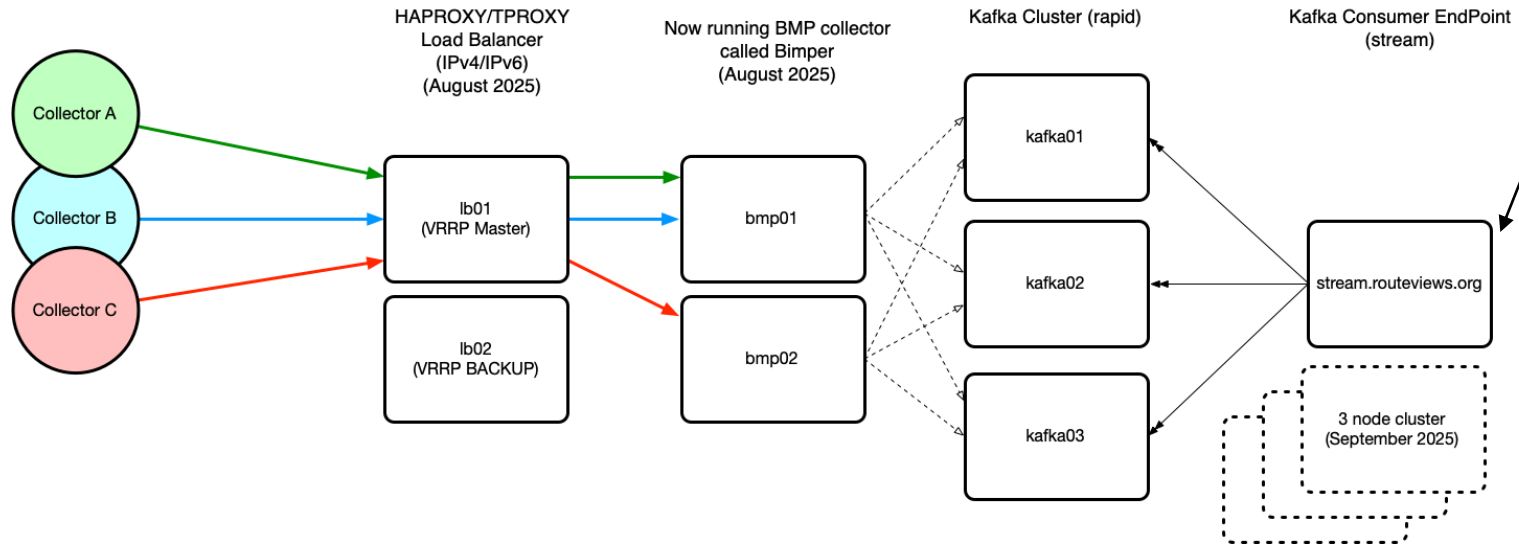 HAPROXY/TPROXY
Load Balancer
(IPv4/IPv6)
(August 2025)
Now running BMP collector
called Bimper
(August 2025)
Kafka Cluster (rapid)
Kafka Consumer EndPoint
(stream)
Collector A
Collector B
Collector C
lb01
(VRRP Master)
lb02
(VRRP BACKUP)
bmp01
bmp02
kafka01
kafka02
kafka03
stream.routeviews.org
3 node cluster
(September 2025)